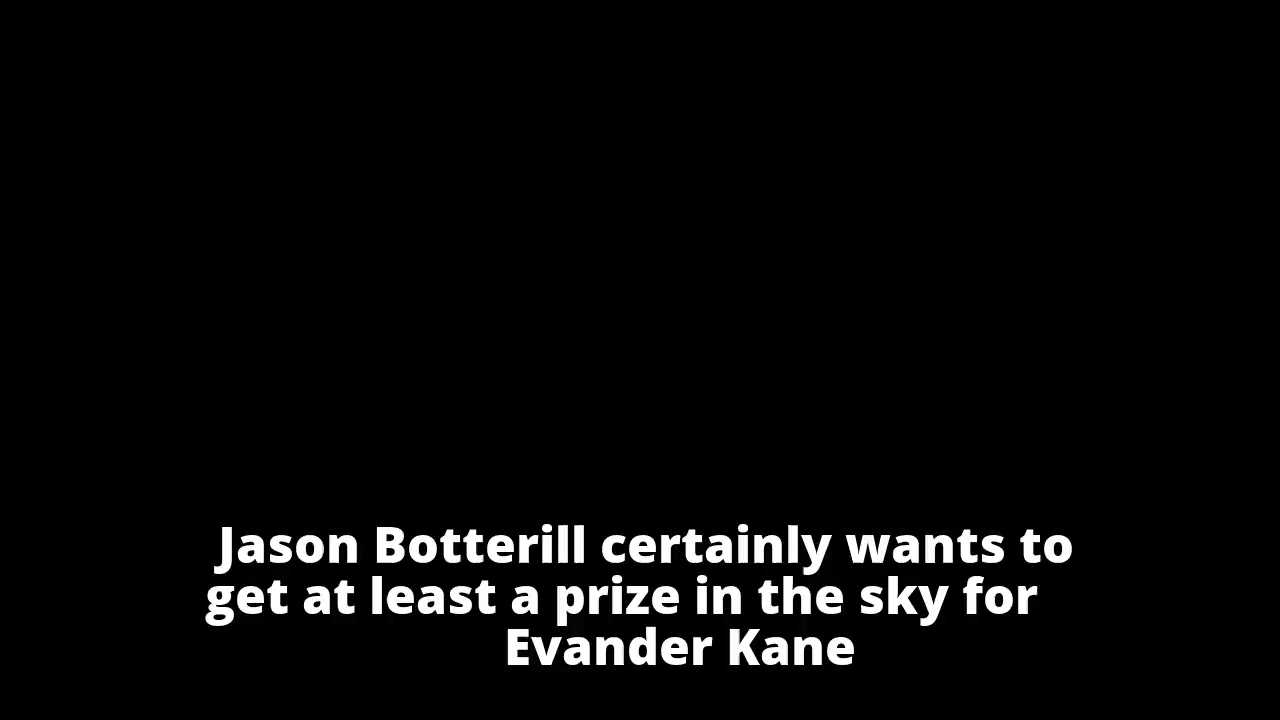 Jason Botterill certainly wants to
get at least a prize in the sky for
Evander Kane